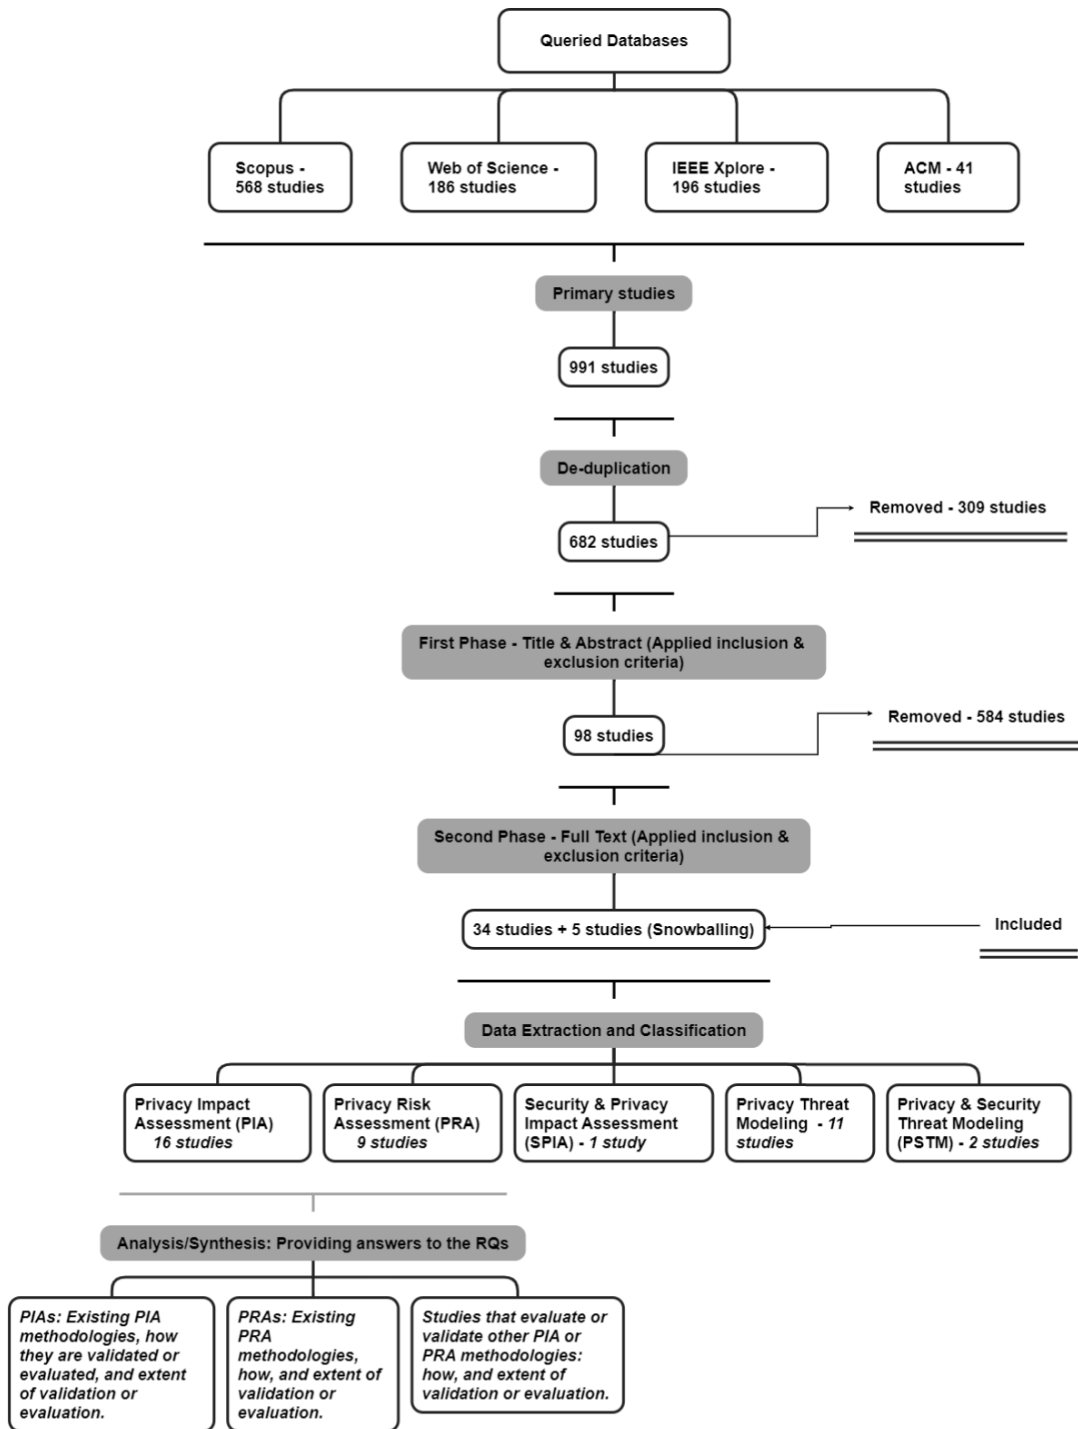 Queried Databases
Scopus -
568 studies
Web of Science -
186 studies
IEEE Xplore -
196 studies
ACM - 41
studies
Primary studies
991 studies
De-duplication
Removed - 309 studies
682 studies
First Phase - Title & Abstract (Applied inclusion &
exclusion criteria)
Removed - 584 studies
98 studies
Second Phase - Full Text (Applied inclusion &
exclusion criteria)
Included
34 studies + 5 studies (Snowballing)
Data Extraction and Classification
Privacy Impact
Assessment (PIA)
16 studies
Privacy Risk
Assessment (PRA)
9 studies
Security & Privacy
Impact Assessment
(SPIA) - 1 study
Privacy Threat
Modeling - 11
studies
Privacy & Security
Threat Modeling
(PSTM) - 2 studies
Analysis/Synthesis: Providing answers to the RQs
PIAs: Existing PIA
methodologies, how
they are validated or
evaluated, and extent
of validation or
evaluation.
PRAs: Existing
PRA
methodologies,
how, and extent of
validation or
evaluation.
Studies that evaluate or
validate other PIA or
PRA methodologies:
how, and extent of
validation or evaluation.